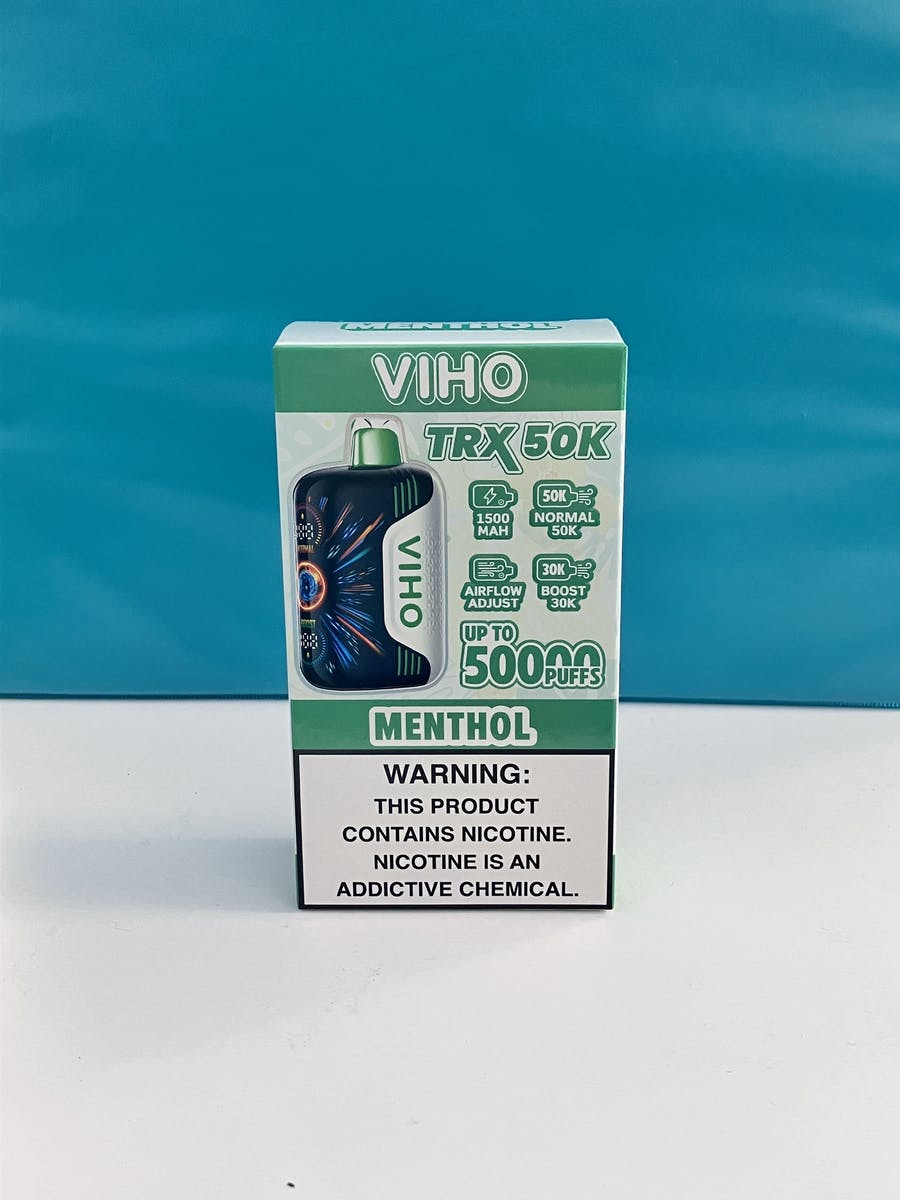 MENTHOL
VIHO
TRX 50K
1500
MAH
50K
NORMAL
50K
AIRFLOW
ADJUST
30K
BOOST
30K
UP TO
50000
PUFFS
VIHO
MENTHOL
WARNING:
THIS PRODUCT
CONTAINS NICOTINE.
NICOTINE IS AN
ADDICTIVE CHEMICAL.